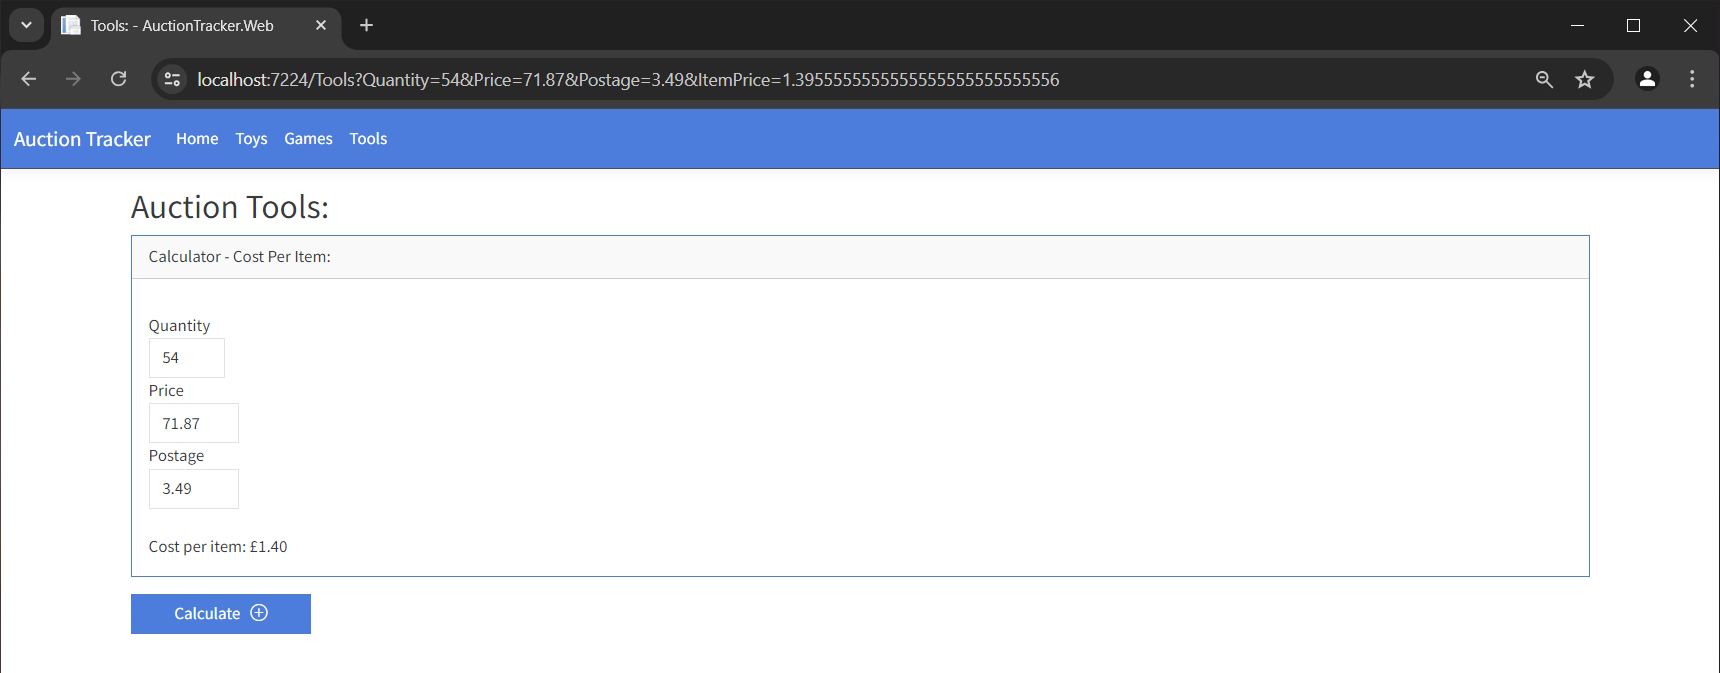 Tools: - AuctionTracker.Web
localhost:7224/Tools?Quantity=54&Price=71.87&Postage=3.49&ItemPrice=1.3955555555555555555555555556
Auction Tracker Home Toys Games Tools
Auction Tools:
Calculator - Cost Per Item:
Quantity
54
Price
71.87
Postage
3.49
Cost per item: £1.40
Calculate